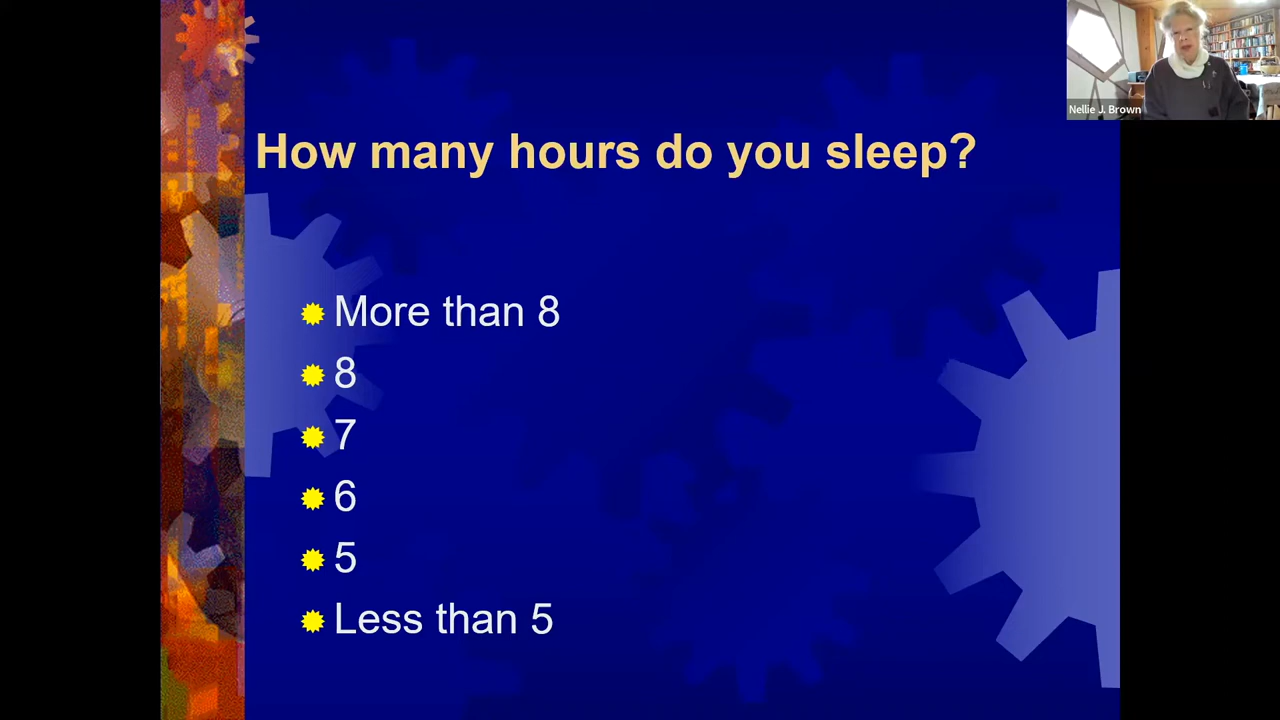 Nellie J. Brown
How many hours do you sleep?
More than 8
8
7
6
5
Less than 5